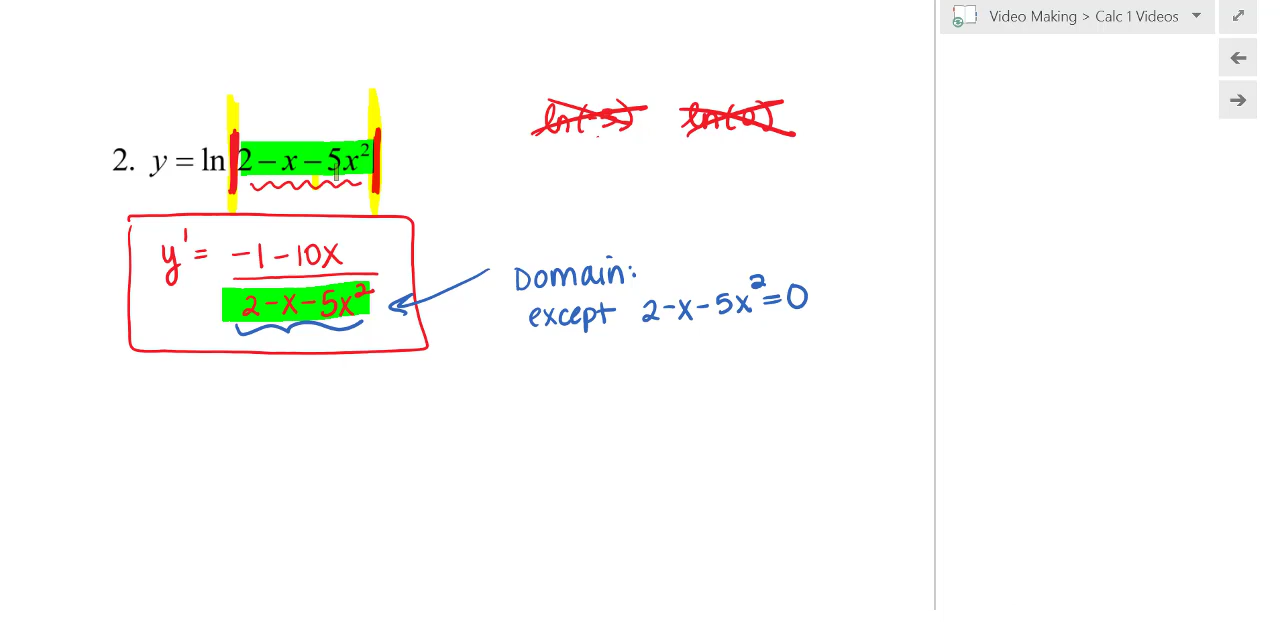 Video Making > Calc 1 Videos
ln(-5) ln(0)
2. y = ln|2 − x − 5x²|
y' = -1 - 10x
2 - x - 5x²
Domain:
except 2-x-5x²=0